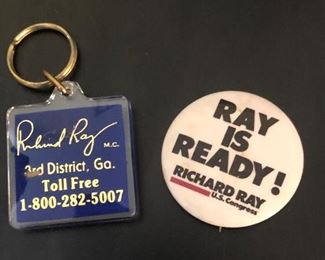 Richard Ray M.C.
3rd District, Ga.
Toll Free
1-800-282-5007
RAY
IS
READY!
RICHARD RAY
U.S. Congress